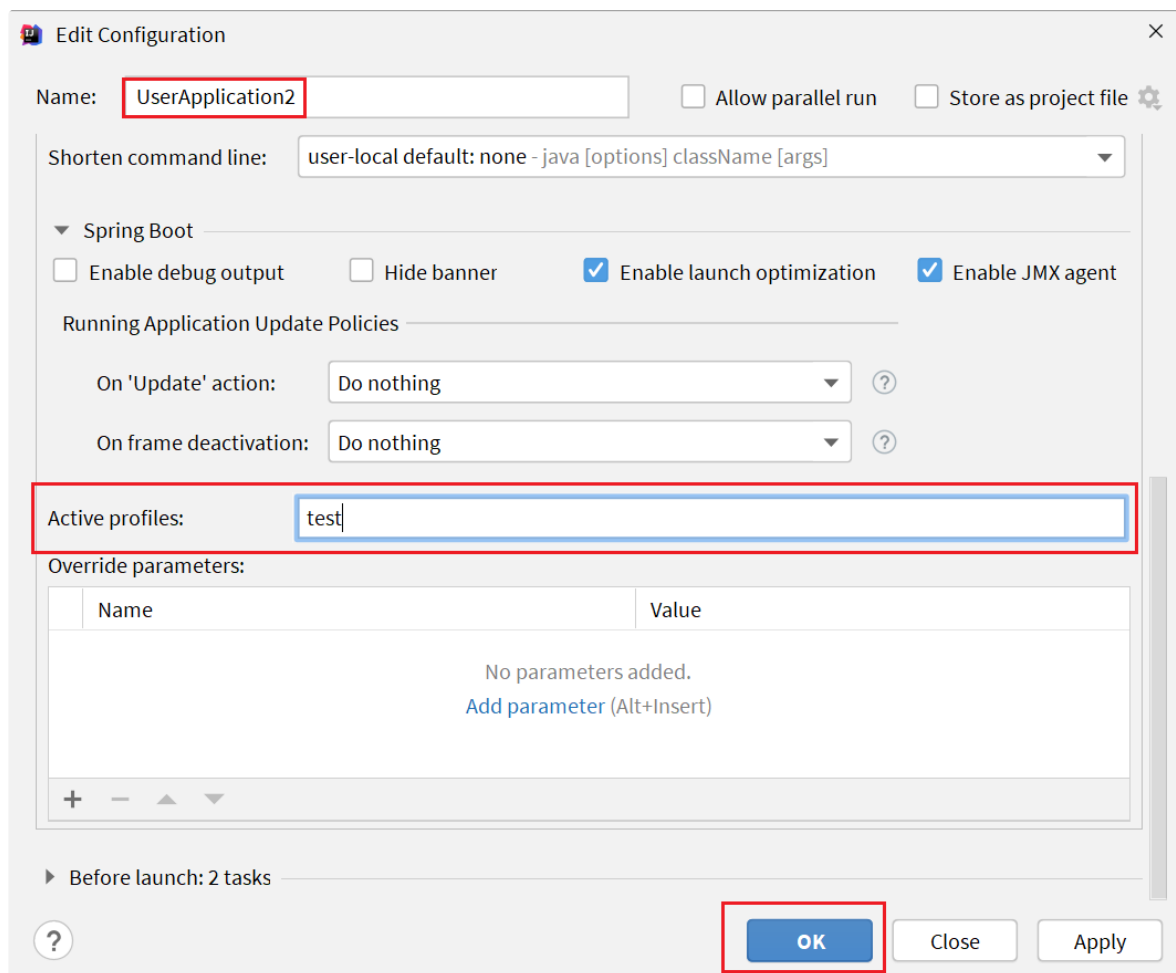 Edit Configuration
Name: UserApplication2 Allow parallel run Store as project file
Shorten command line: user-local default: none - java [options] className [args]
Spring Boot
Enable debug output Hide banner Enable launch optimization Enable JMX agent
Running Application Update Policies
On 'Update' action: Do nothing ?
On frame deactivation: Do nothing ?
Active profiles: test
Override parameters:
Name Value
No parameters added.
Add parameter (Alt+Insert)
Before launch: 2 tasks
? OK Close Apply